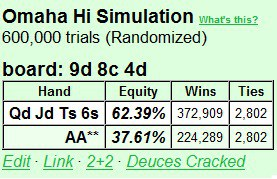 Omaha Hi Simulation What's this?
600,000 trials (Randomized)
board: 9d 8c 4d
Hand Equity Wins Ties
Qd Jd Ts 6s 62.39% 372,909 2,802
AA** 37.61% 224,289 2,802
Edit · Link · 2+2 · Deuces Cracked